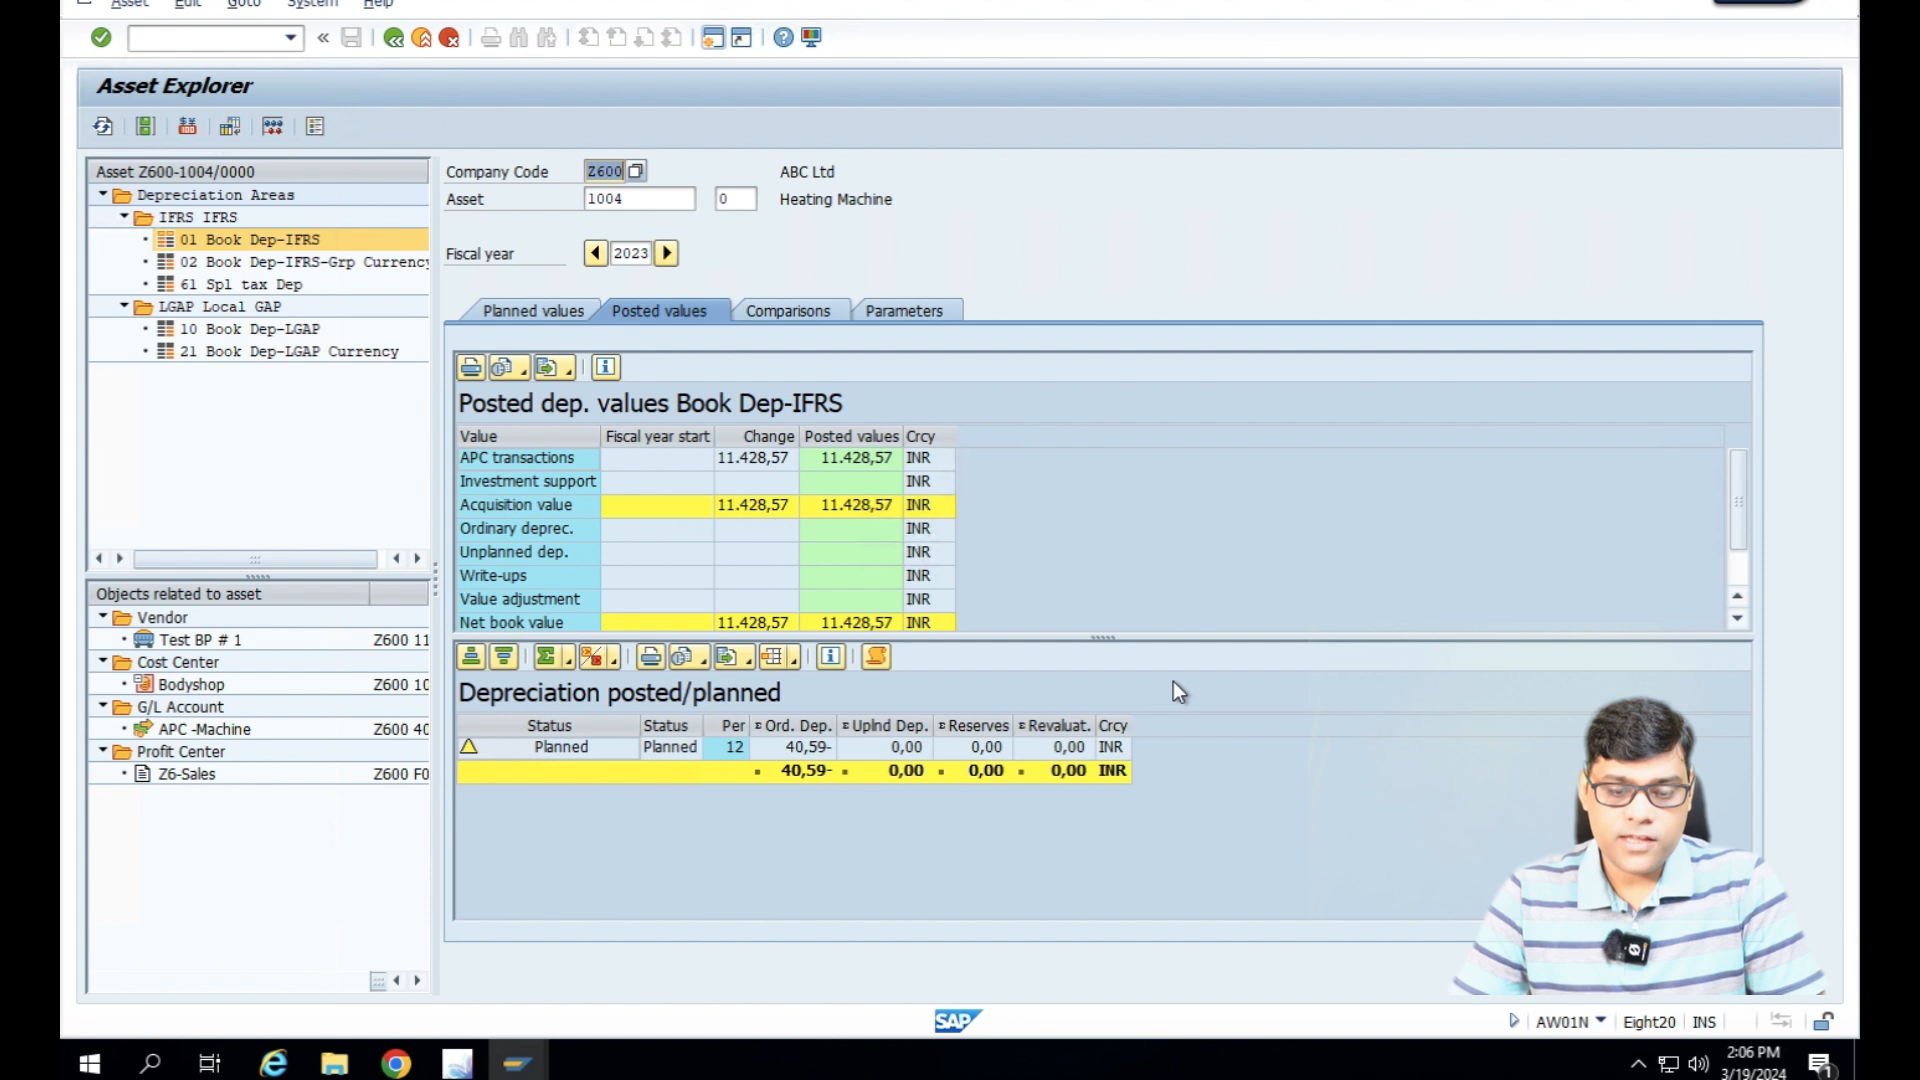 Asset Edit Goto System Help
Asset Explorer
Asset Z600-1004/0000
Depreciation Areas
IFRS IFRS
01 Book Dep-IFRS
02 Book Dep-IFRS-Grp Currency
61 Spl tax Dep
LGAP Local GAP
10 Book Dep-LGAP
21 Book Dep-LGAP Currency
Objects related to asset
Vendor
Test BP # 1 Z600 11
Cost Center
Bodyshop Z600 10
G/L Account
APC -Machine Z600 40
Profit Center
Z6-Sales Z600 F0
Company Code Z600 ABC Ltd
Asset 1004 0 Heating Machine
Fiscal year 2023
Planned values Posted values Comparisons Parameters
Posted dep. values Book Dep-IFRS
Value Fiscal year start Change Posted values Crcy
APC transactions 11.428,57 11.428,57 INR
Investment support INR
Acquisition value 11.428,57 11.428,57 INR
Ordinary deprec. INR
Unplanned dep. INR
Write-ups INR
Value adjustment INR
Net book value 11.428,57 11.428,57 INR
Depreciation posted/planned
Status Status Per Σ Ord. Dep. Σ Uplnd Dep. Σ Reserves Σ Revaluat. Crcy
Planned Planned 12 40,59- 0,00 0,00 0,00 INR
40,59- 0,00 0,00 0,00 INR
SAP
AW01N Eight20 INS
2:06 PM
3/19/2024
1